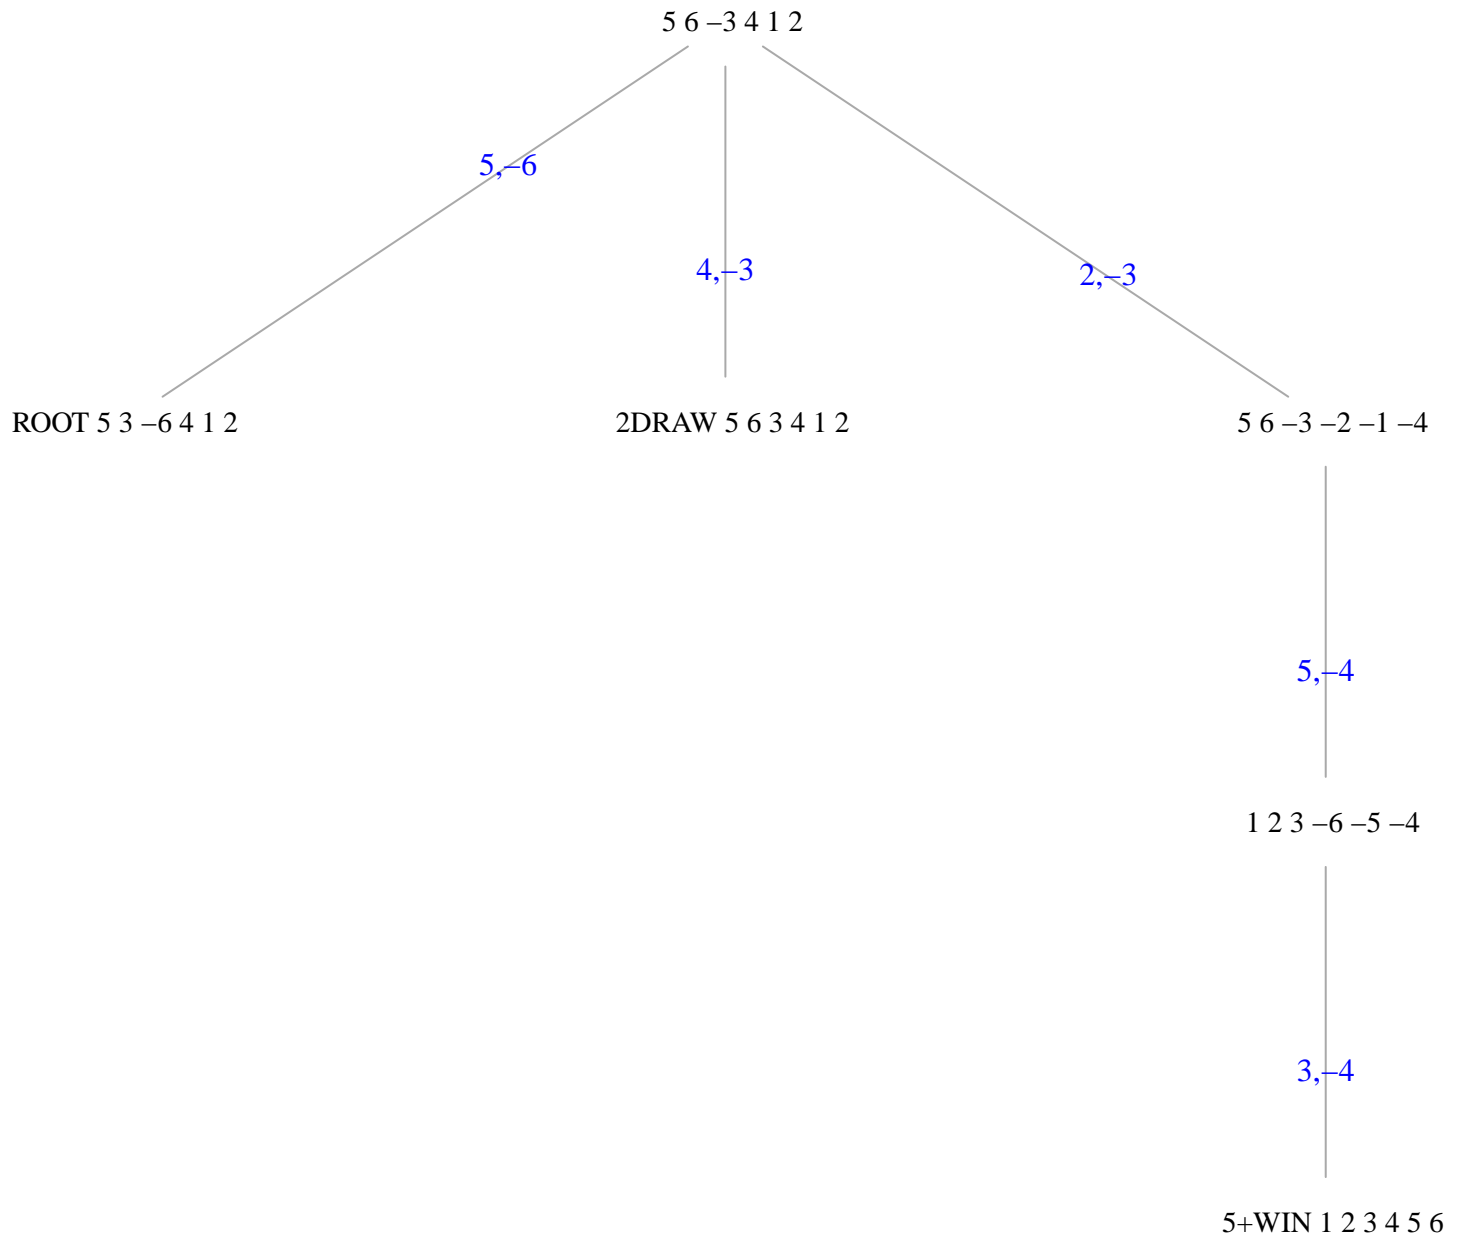 5 6 –3 4 1 2
5,–6
4,–3
2,–3
ROOT 5 3 –6 4 1 2
2DRAW 5 6 3 4 1 2
5 6 –3 –2 –1 –4
5,–4
1 2 3 –6 –5 –4
3,–4
5+WIN 1 2 3 4 5 6